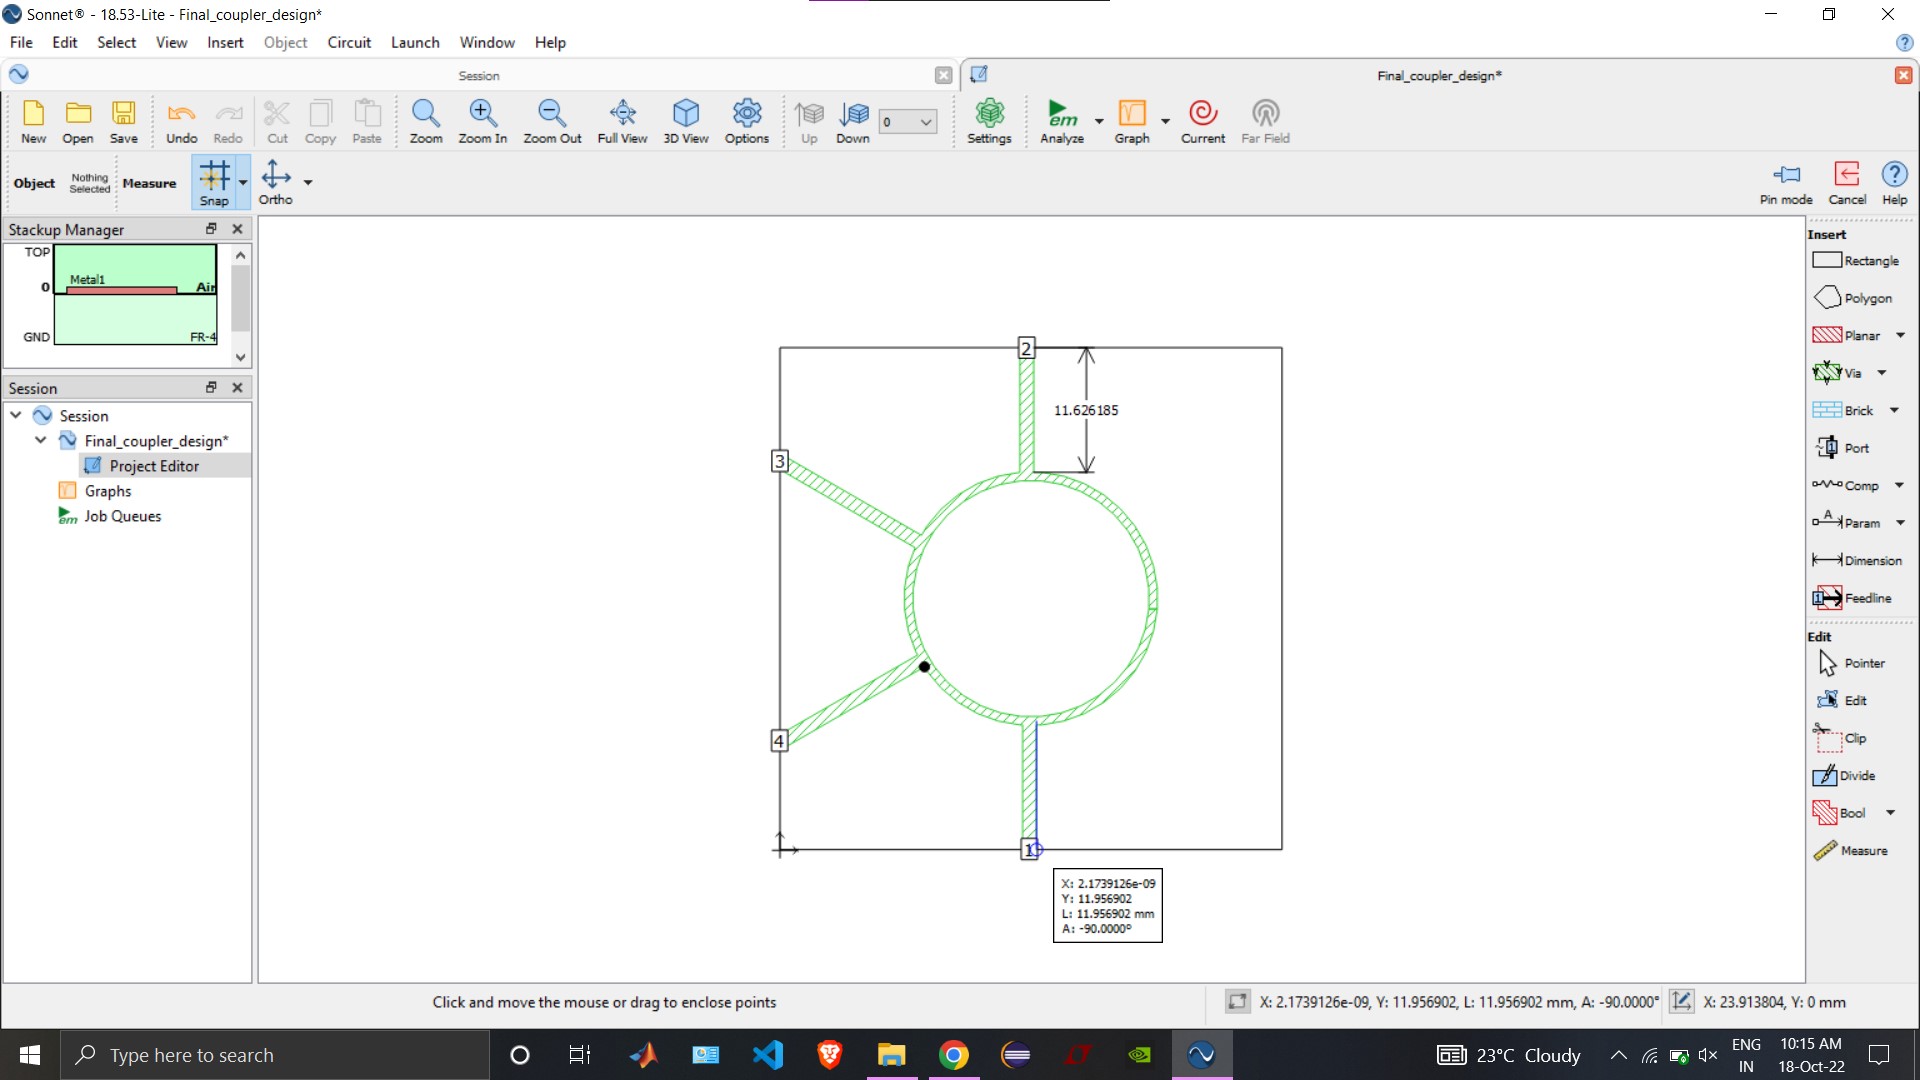 Sonnet® - 18.53-Lite - Final_coupler_design*
File Edit Select View Insert Object Circuit Launch Window Help
Session
Final_coupler_design*
New Open Save Undo Redo Cut Copy Paste Zoom Zoom In Zoom Out Full View 3D View Options Up Down 0 Settings em Analyze Graph Current Far Field
Object Nothing Selected Measure Snap Ortho Pin mode Cancel Help
Stackup Manager
TOP
Metal1
0 Air
GND FR-4
Session
Session
Final_coupler_design*
Project Editor
Graphs
em Job Queues
2
11.626185
3
4
1
X: 2.1739126e-09
Y: 11.956902
L: 11.956902 mm
A: -90.0000º
Insert
Rectangle
Polygon
Planar
Via
Brick
1 Port
Comp
A Param
Dimension
1 Feedline
Edit
Pointer
Edit
Clip
Divide
Bool
Measure
Click and move the mouse or drag to enclose points
X: 2.1739126e-09, Y: 11.956902, L: 11.956902 mm, A: -90.0000º
X: 23.913804, Y: 0 mm
Type here to search
23°C Cloudy
ENG
IN
10:15 AM
18-Oct-22